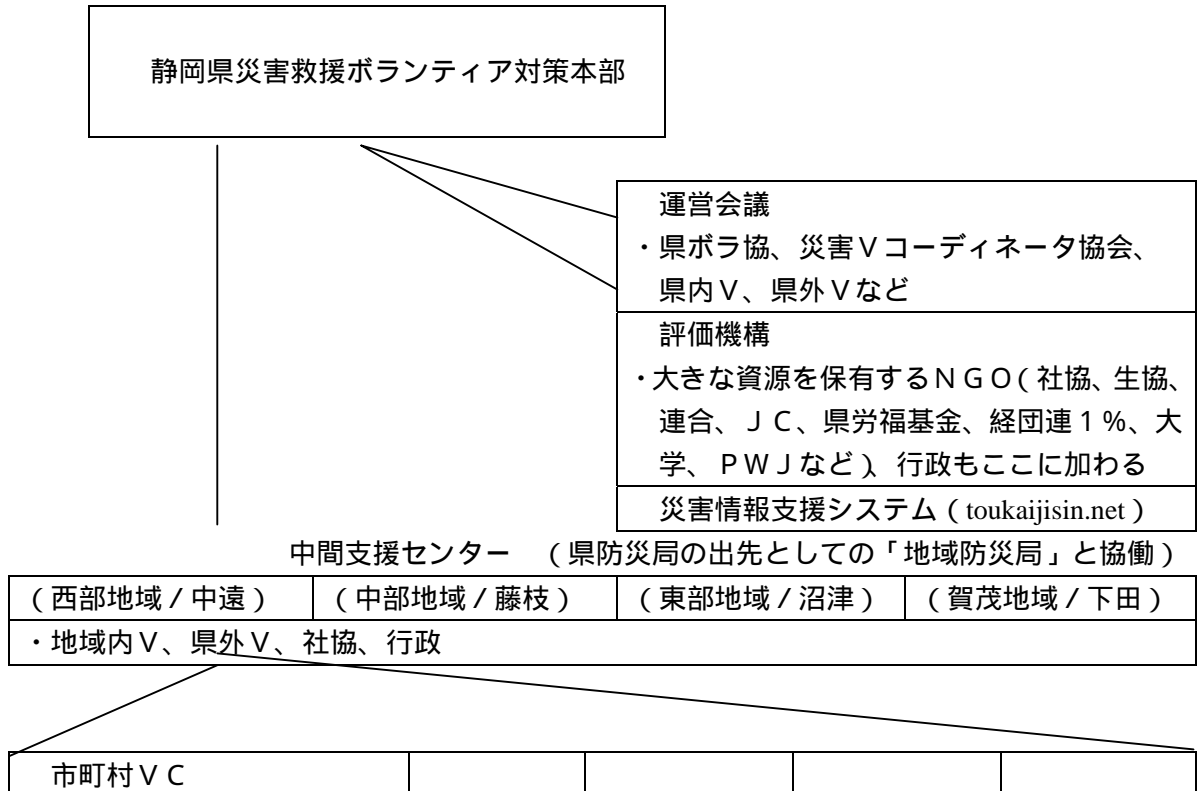 静岡県災害救援ボランティア対策本部
運営会議
・県ボラ協、災害Ｖコーディネータ協会、
県内Ｖ、県外Ｖなど
評価機構
・大きな資源を保有するＮＧＯ（社協、生協、
連合、ＪＣ、県労福基金、経団連１％、大
学、ＰＷＪなど）、行政もここに加わる
災害情報支援システム（toukaijisin.net）
中間支援センター　（県防災局の出先としての「地域防災局」と協働）
（西部地域／中遠）　（中部地域／藤枝）　（東部地域／沼津）　（賀茂地域／下田）
・地域内Ｖ、県外Ｖ、社協、行政
市町村ＶＣ